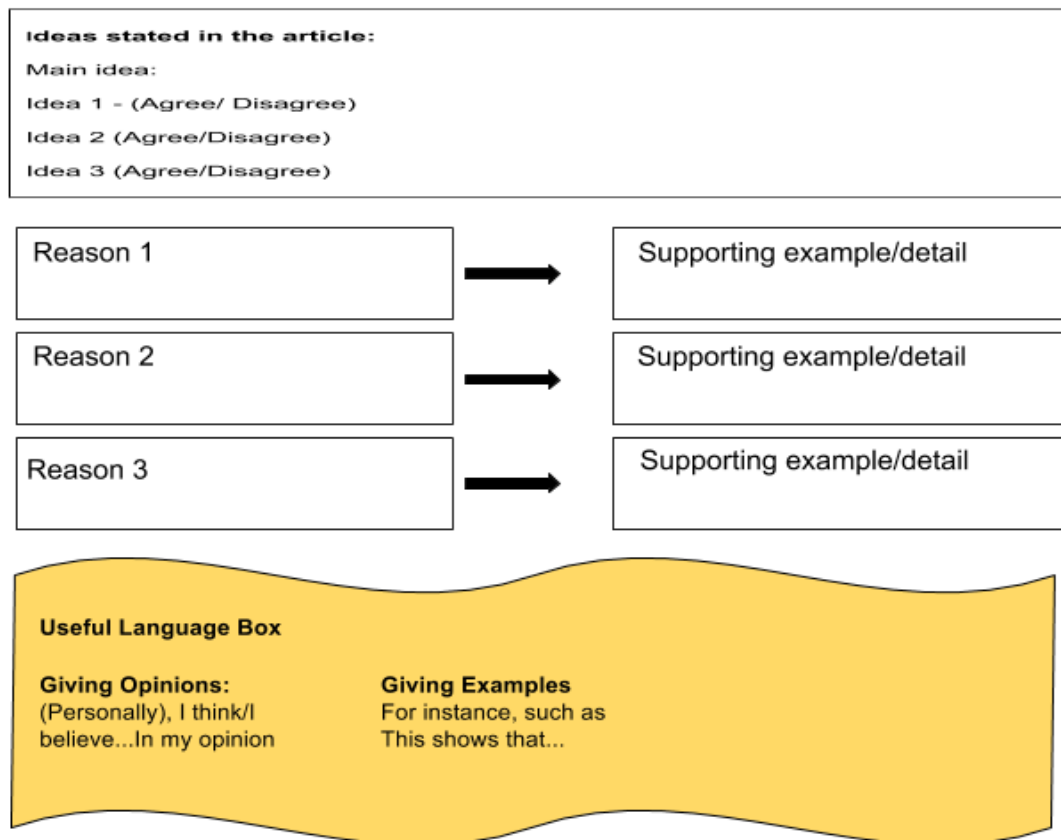 Ideas stated in the article:
Main idea:
Idea 1 - (Agree/ Disagree)
Idea 2 (Agree/Disagree)
Idea 3 (Agree/Disagree)
Reason 1
Supporting example/detail
Reason 2
Supporting example/detail
Reason 3
Supporting example/detail
Useful Language Box
Giving Opinions:
(Personally), I think/I
believe...In my opinion
Giving Examples
For instance, such as
This shows that...